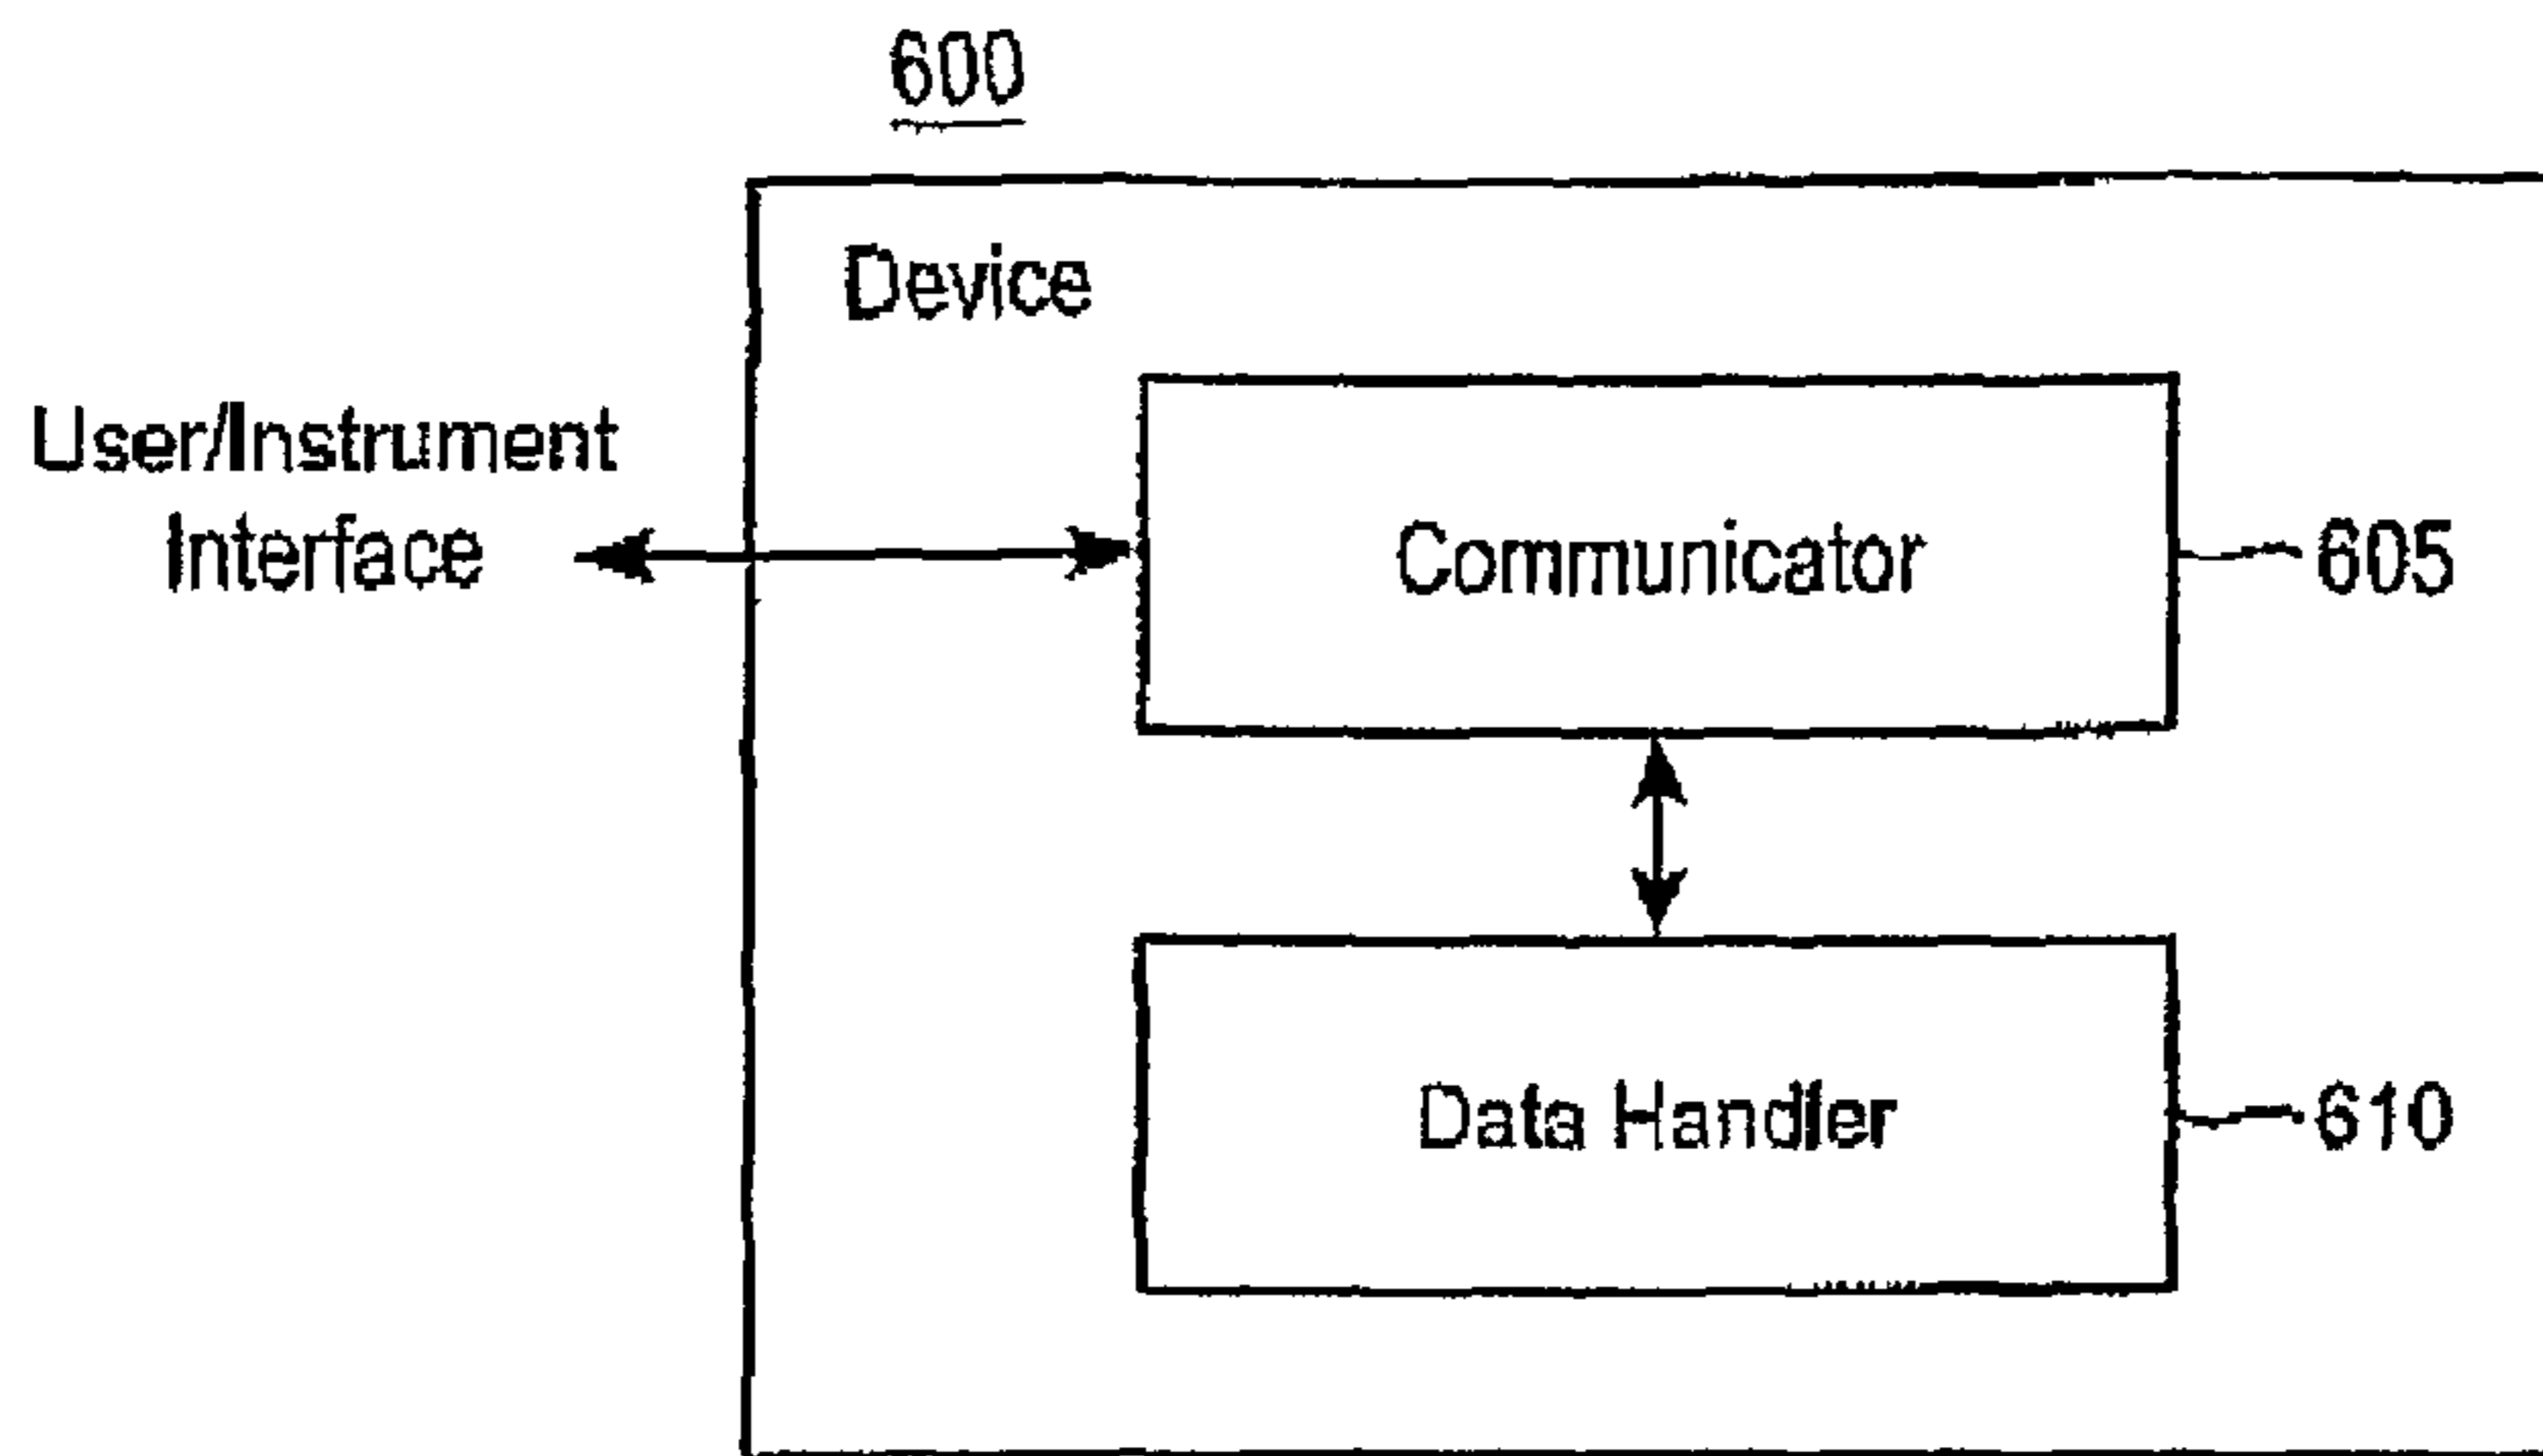 600
Device
User/Instrument
Interface
Communicator
605
Data Handler
610